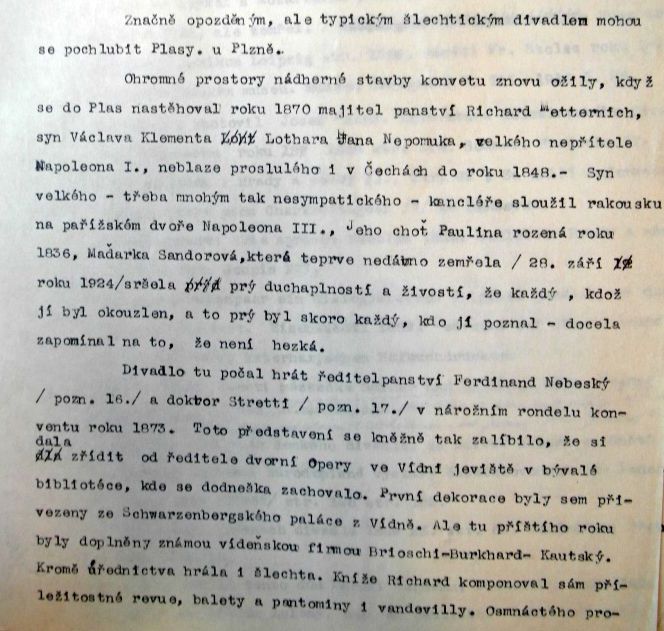 Značně opozděným, ale typickým šlechtickým divadlem mohou
se pochlubit Plasy. u Plzně.
Ohromné prostory nádherné stavby konvetu znovu ožily, když
se do Plas nastěhoval roku 1870 majitel panství Richard Metternich,
syn Václava Klementa Lothara Jana Nepomuka, velkého nepřítele
Napoleona I., neblaze proslulého i v Čechách do roku 1848.- Syn
velkého - třeba mnohým tak nesympatického - kancléře sloužil rakousku
na pařížském dvoře Napoleona III., Jeho choť Paulina rozená roku
1836, Maďarka Sandorová,která teprve nedávno zemřela / 28. září
roku 1924/sršela prý duchaplností a živostí, že každý , kdož
jí byl okouzlen, a to prý byl skoro každý, kdo jí poznal - docela
zapomínal na to, že není hezká.
Divadlo tu počal hrát ředitelpanství Ferdinand Nebeský
/ pozn. 16./ a doktor Stretti / pozn. 17./ v nárožním rondelu kon-
ventu roku 1873. Toto představení se kněžně tak zalíbilo, že si
dala
zřídit od ředitele dvorní Opery ve Vídni jeviště v bývalé
bibliotéce, kde se dodneška zachovalo. První dekorace byly sem při-
vezeny ze Schwarzenbergského paláce z Vídně. Ale tu příštího roku
byly doplněny známou vídeňskou firmou Brioschi-Burkhard- Kautský.
Kromě úřednictva hrála i šlechta. Kníže Richard komponoval sám pří-
ležitostné revue, balety a pantominy i vandevilly. Osmnáctého pro-